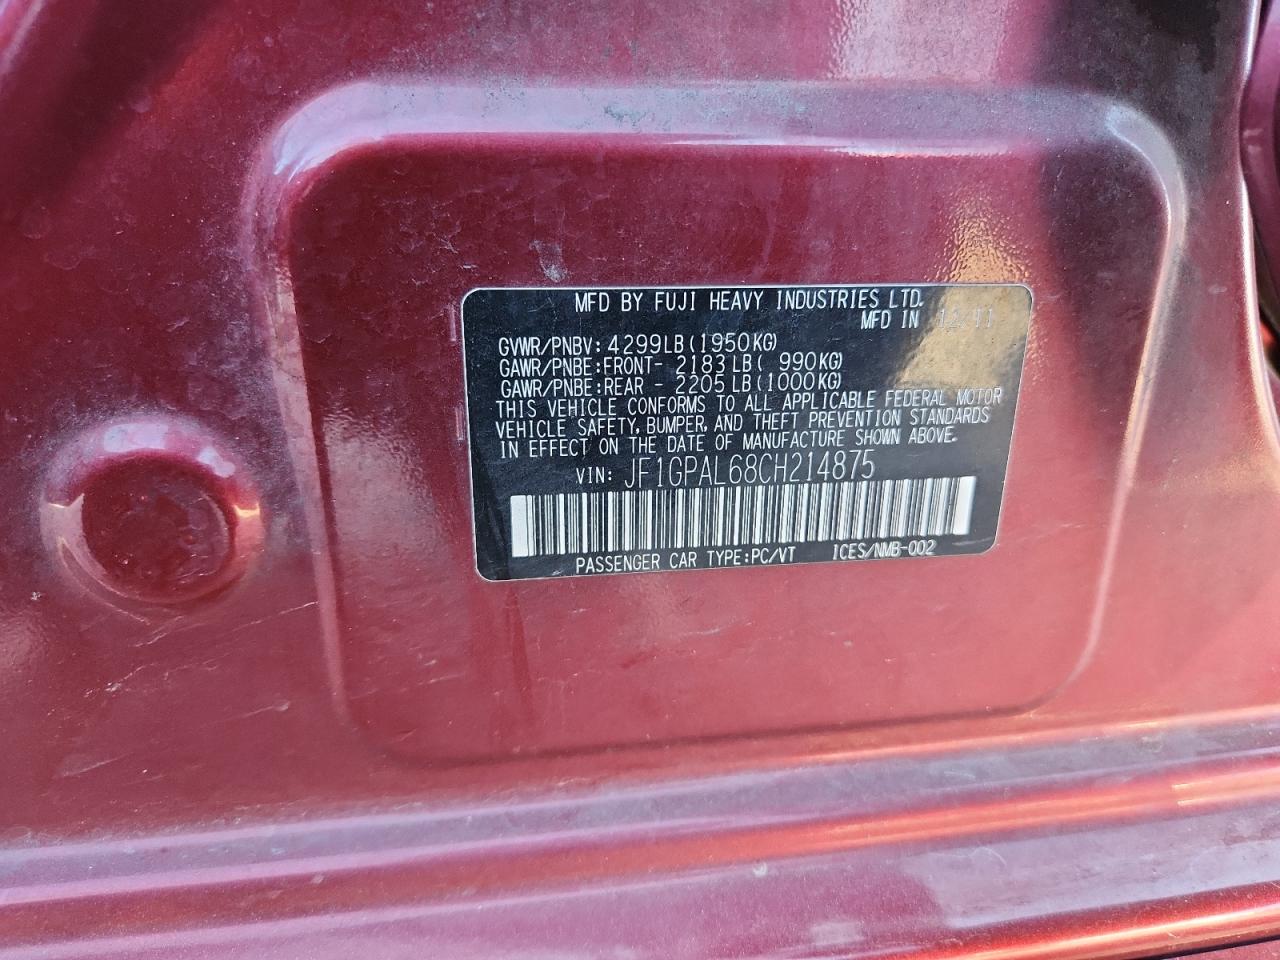 MFD BY FUJI HEAVY INDUSTRIES LTD.
MFD IN 12/11
GVWR/PNBV: 4299LB(1950KG)
GAWR/PNBE:FRONT- 2183LB( 990KG)
GAWR/PNBE:REAR - 2205LB(1000KG)
THIS VEHICLE CONFORMS TO ALL APPLICABLE FEDERAL MOTOR
VEHICLE SAFETY, BUMPER, AND THEFT PREVENTION STANDARDS
IN EFFECT ON THE DATE OF MANUFACTURE SHOWN ABOVE.
VIN: JF1GPAL68CH214875
PASSENGER CAR TYPE:PC/VT ICES/NMB-002